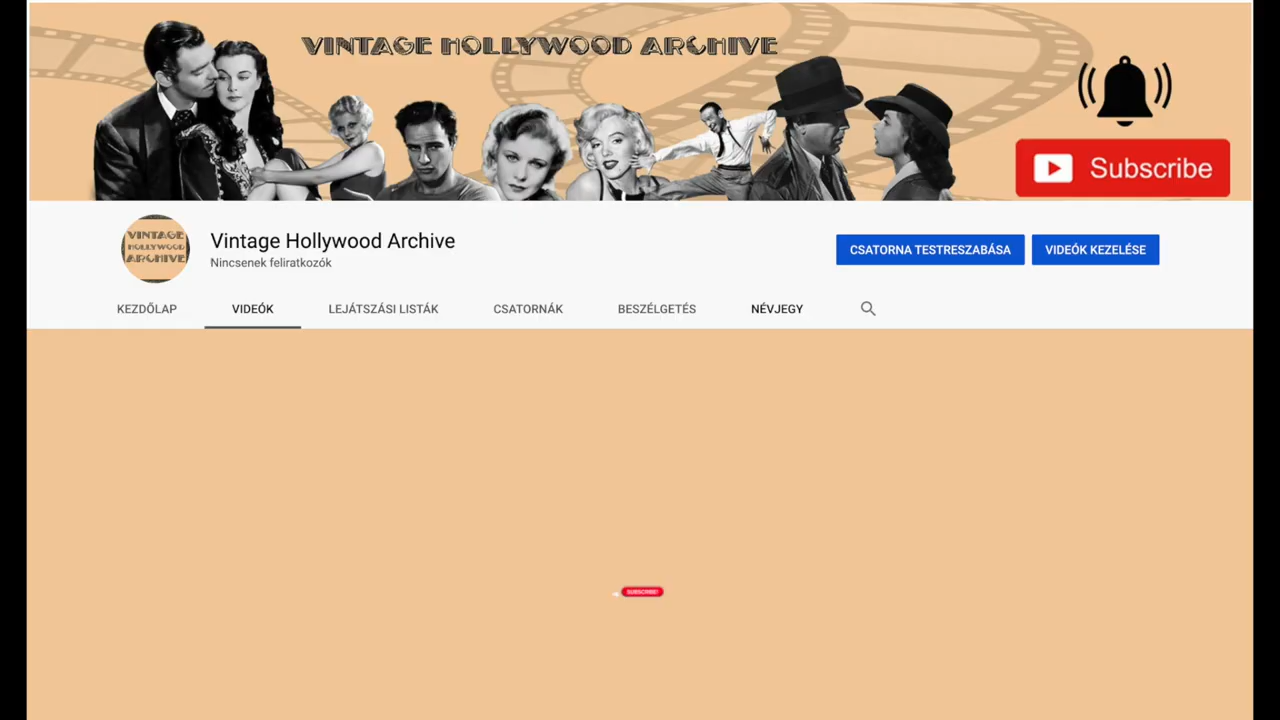 VINTAGE HOLLYWOOD ARCHIVE
Subscribe
VINTAGE
HOLLYWOOD
ARCHIVE
Vintage Hollywood Archive
Nincsenek feliratkozók
CSATORNA TESTRESZABÁSA
VIDEÓK KEZELÉSE
KEZDŐLAP VIDEÓK LEJÁTSZÁSI LISTÁK CSATORNÁK BESZÉLGETÉS NÉVJEGY
SUBSCRIBE!